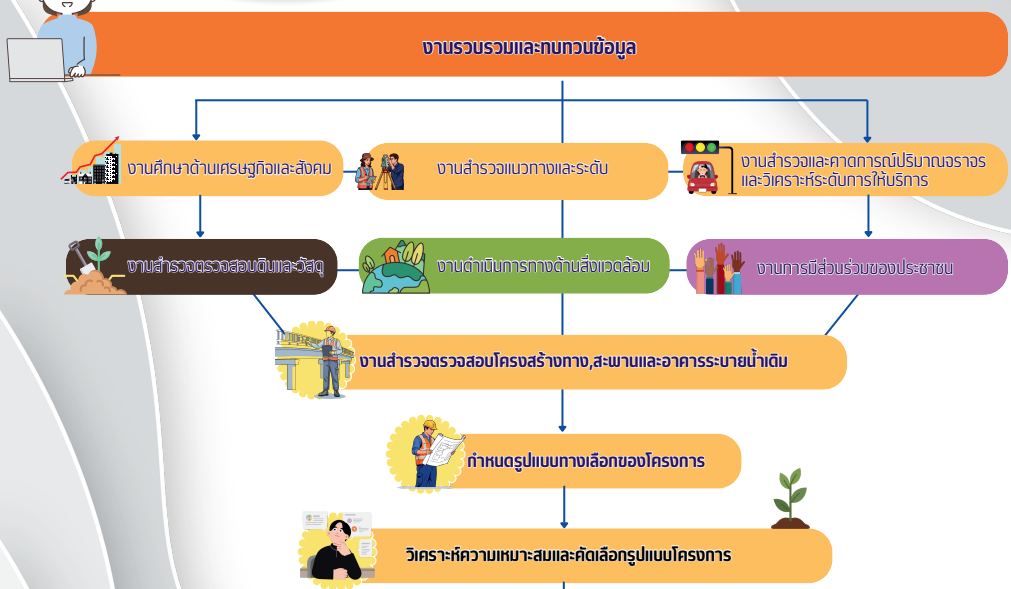 งานรวบรวมและทบทวนข้อมูล
งานศึกษาด้านเศรษฐกิจและสังคม
งานสำรวจแนวทางและระดับ
งานสำรวจและคาดการณ์ปริมาณจราจร
และวิเคราะห์ระดับการให้บริการ
งานสำรวจตรวจสอบดินและวัสดุ
งานดำเนินการทางด้านสิ่งแวดล้อม
งานการมีส่วนร่วมของประชาชน
งานสำรวจตรวจสอบโครงสร้างทาง,สะพานและอาคารระบายน้ำเดิม
กำหนดรูปแบบทางเลือกของโครงการ
วิเคราะห์ความเหมาะสมและคัดเลือกรูปแบบโครงการ